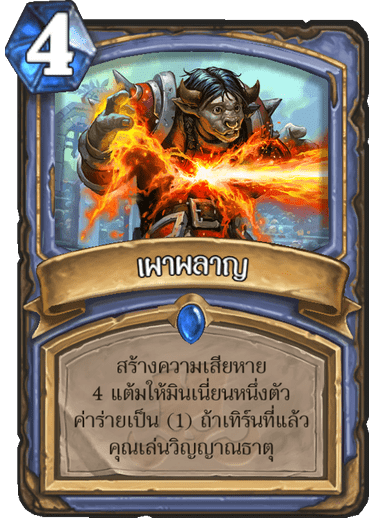 4
เผาผลาญ
สร้างความเสียหาย
4 แต้มให้มินเนี่ยนหนึ่งตัว
ค่าร่ายเป็น (1) ถ้าเทิร์นที่แล้ว
คุณเล่นวิญญาณธาตุ